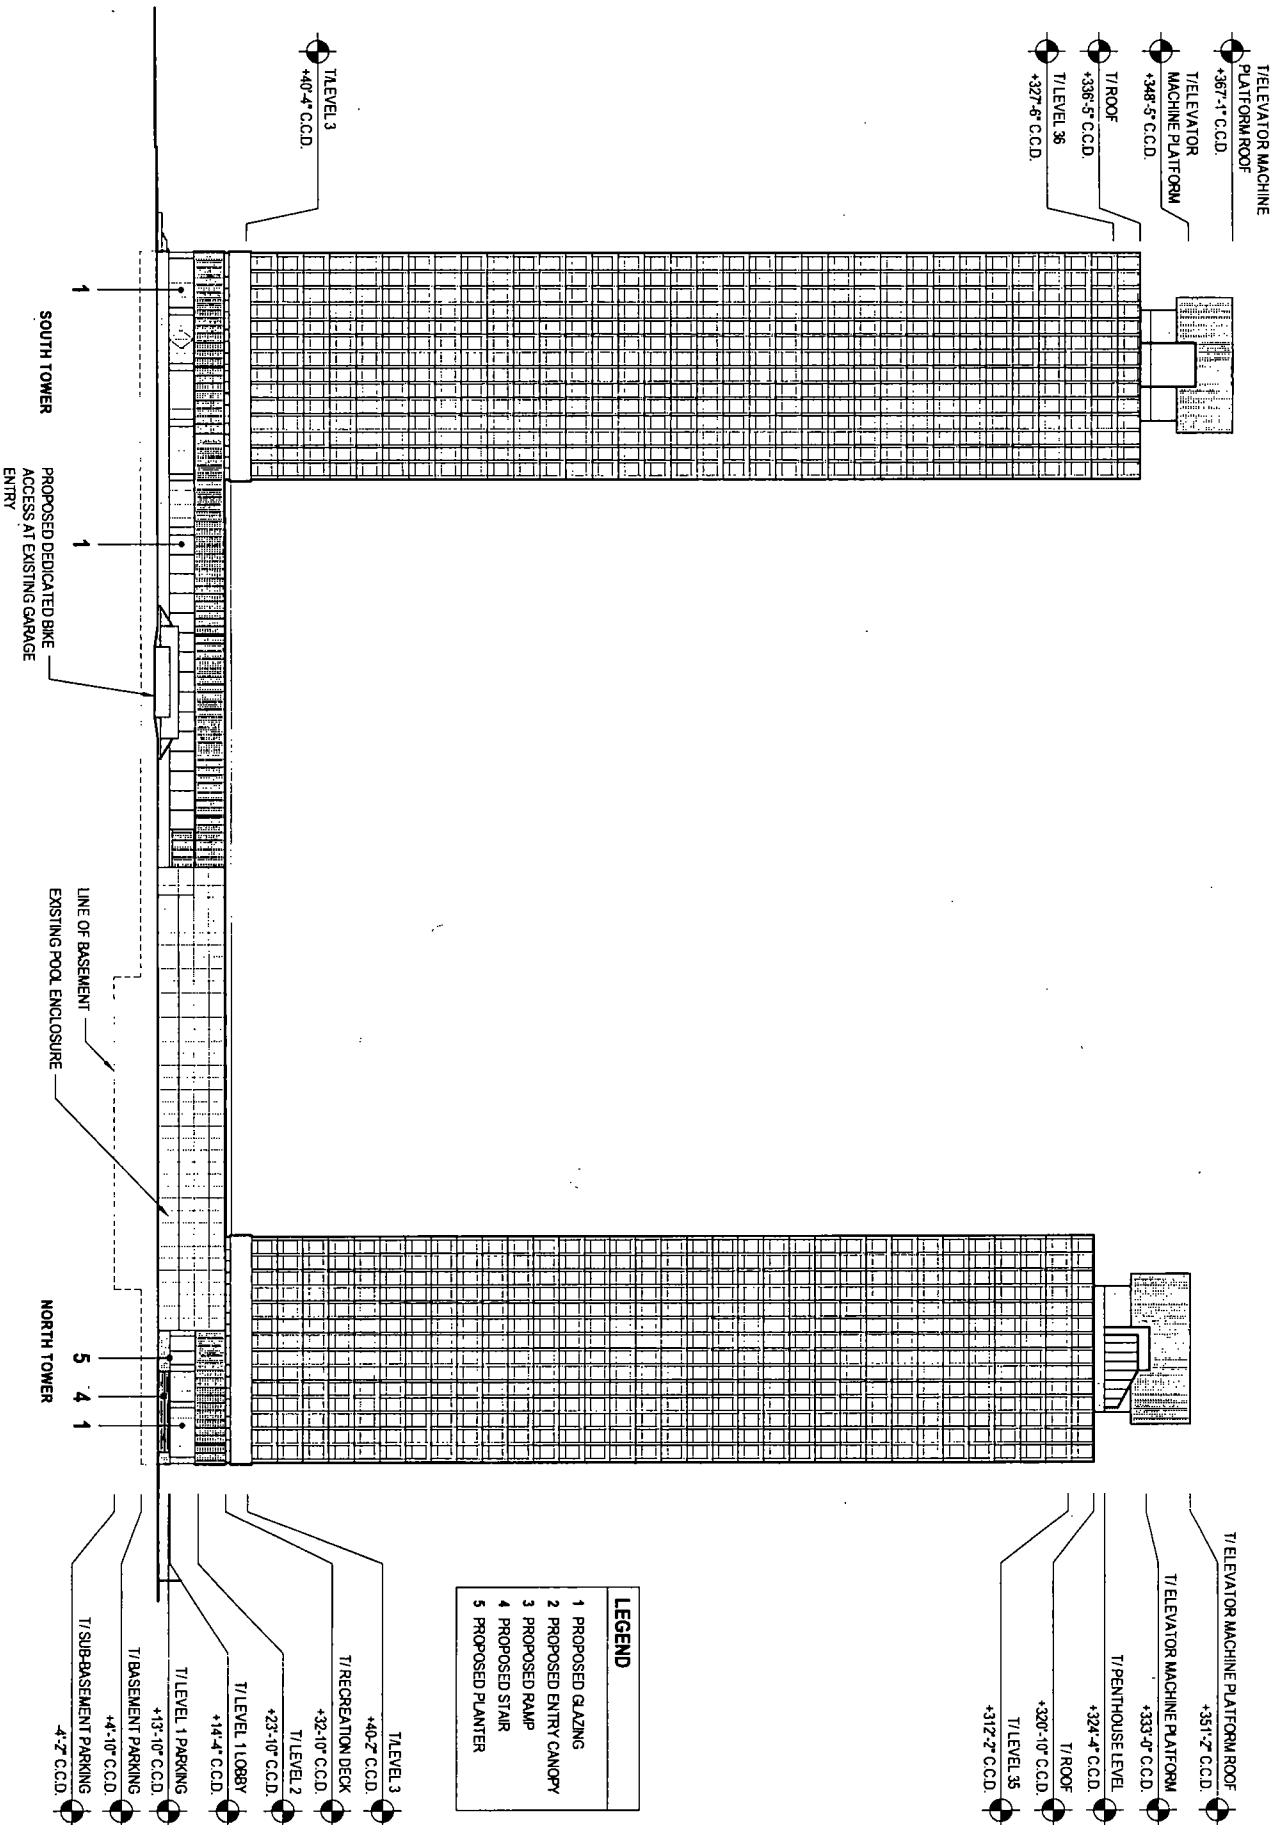 T/ELEVATOR MACHINE
PLATFORM ROOF
+367'-1" C.C.D.
T/ELEVATOR
MACHINE PLATFORM
+348'-5" C.C.D.
T/ ROOF
+336'-5" C.C.D.
T/ LEVEL 36
+327'-6" C.C.D.
T/LEVEL 3
+40'-4" C.C.D.
1
SOUTH TOWER
1
PROPOSED DEDICATED BIKE
ACCESS AT EXISTING GARAGE
ENTRY
LINE OF BASEMENT
EXISTING POOL ENCLOSURE
NORTH TOWER
5
4
1
T/ ELEVATOR MACHINE PLATFORM ROOF
+351'-2" C.C.D.
T/ ELEVATOR MACHINE PLATFORM
+333'-0" C.C.D.
T/ PENTHOUSE LEVEL
+324'-4" C.C.D.
T/ ROOF
+320'-10" C.C.D.
T/ LEVEL 35
+312'-2" C.C.D.
LEGEND
1 PROPOSED GLAZING
2 PROPOSED ENTRY CANOPY
3 PROPOSED RAMP
4 PROPOSED STAIR
5 PROPOSED PLANTER
T/LEVEL 3
+40'-2" C.C.D.
T/ RECREATION DECK
+32'-10" C.C.D.
T/ LEVEL 2
+23'-10" C.C.D.
T/ LEVEL 1 LOBBY
+14'-4" C.C.D.
T/ LEVEL 1 PARKING
+13'-10" C.C.D.
T/ BASEMENT PARKING
+4'-10" C.C.D.
T/ SUB-BASEMENT PARKING
-4'-2" C.C.D.